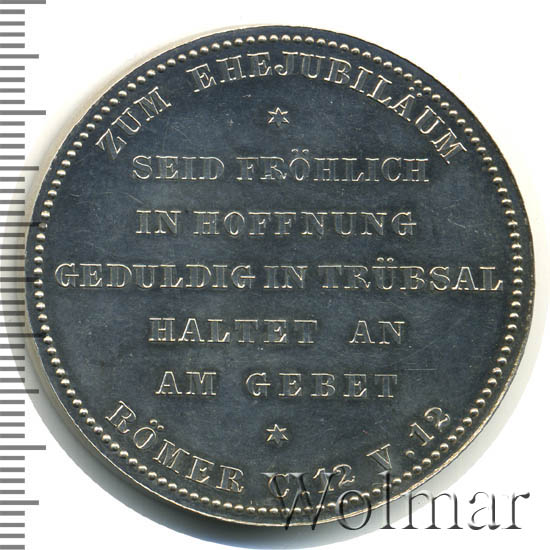 ZUM EHEJUBILÄUM
SEID FRÖHLICH
IN HOFFNUNG
GEDULDIG IN TRÜBSAL
HALTET AN
AM GEBET
RÖMER C. 12 V. 12
Wolmar